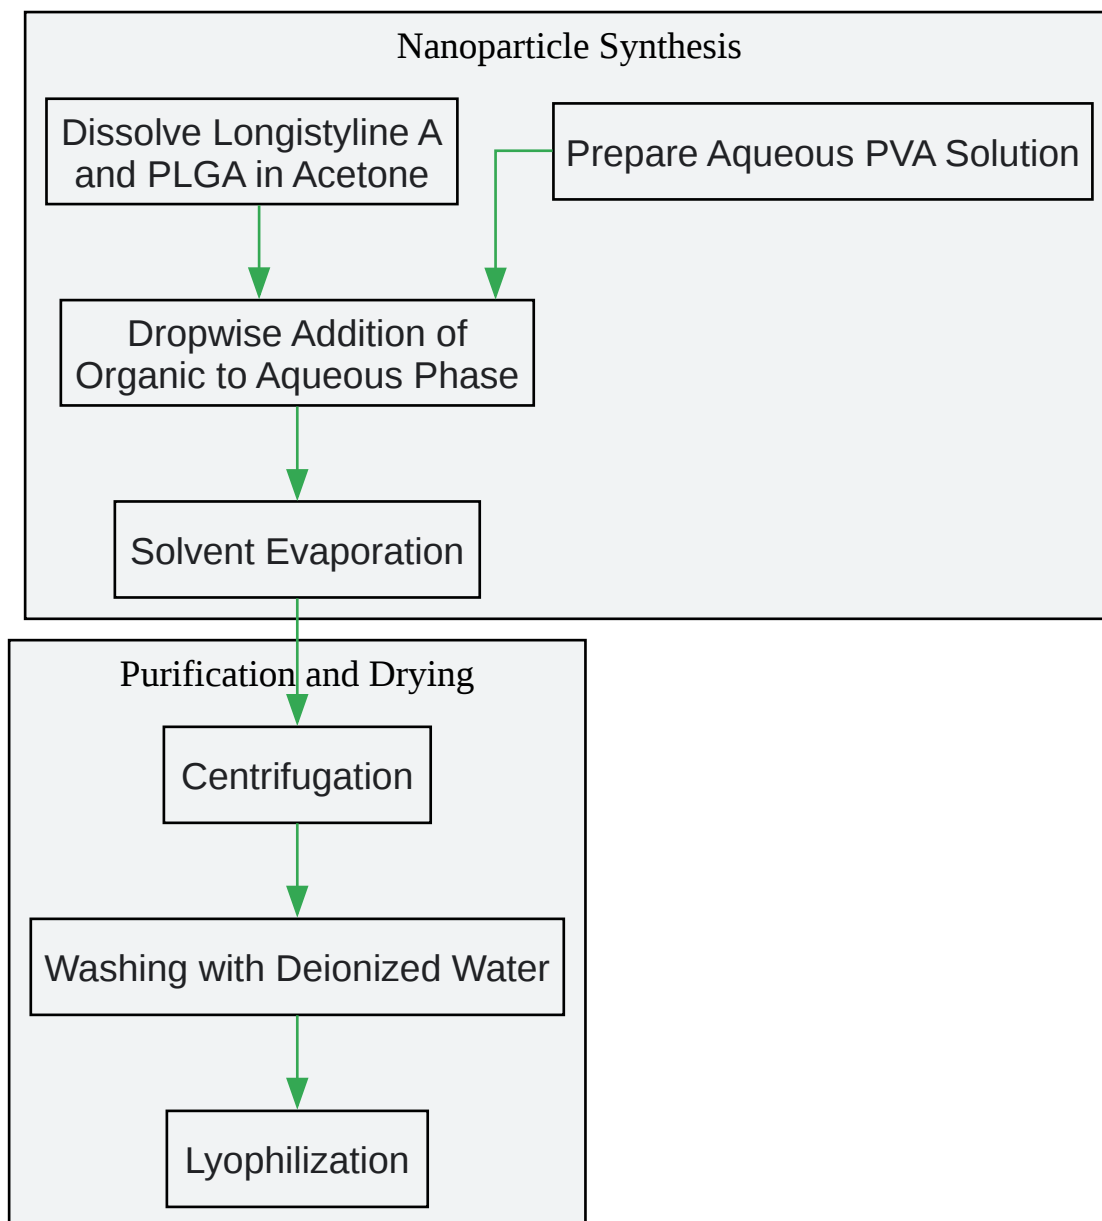 Nanoparticle Synthesis
Dissolve Longistyline A
and PLGA in Acetone
Prepare Aqueous PVA Solution
Dropwise Addition of
Organic to Aqueous Phase
Solvent Evaporation
Purification and Drying
Centrifugation
Washing with Deionized Water
Lyophilization